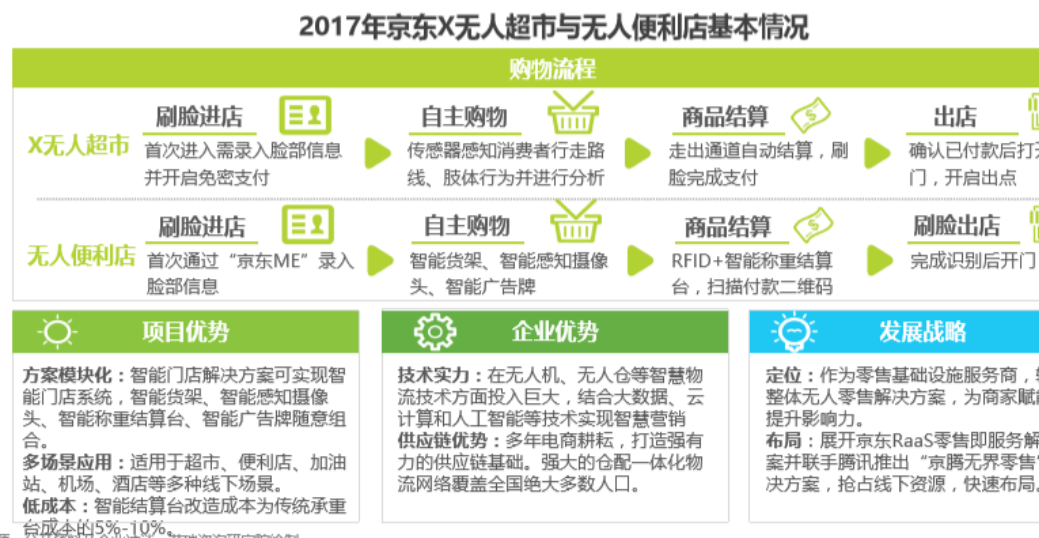 2017年京东X无人超市与无人便利店基本情况
购物流程
X无人超市
刷脸进店
首次进入需录入脸部信息
并开启免密支付
自主购物
传感器感知消费者行走路
线、肢体行为并进行分析
商品结算
走出通道自动结算，刷
脸完成支付
出店
确认已付款后打开
门，开启出点
无人便利店
刷脸进店
首次通过“京东ME”录入
脸部信息
自主购物
智能货架、智能感知摄像
头、智能广告牌
商品结算
RFID+智能称重结算
台，扫描付款二维码
刷脸出店
完成识别后开门
项目优势
方案模块化：智能门店解决方案可实现智
能门店系统，智能货架、智能感知摄像
头、智能称重结算台、智能广告牌随意组
合。
多场景应用：适用于超市、便利店、加油
站、机场、酒店等多种线下场景。
低成本：智能结算台改造成本为传统承重
台成本的5%-10%。
企业优势
技术实力：在无人机、无人仓等智慧物
流技术方面投入巨大，结合大数据、云
计算和人工智能等技术实现智慧营销
供应链优势：多年电商耕耘，打造强有
力的供应链基础。强大的仓配一体化物
流网络覆盖全国绝大多数人口。
发展战略
定位：作为零售基础设施服务商，
整体无人零售解决方案，为商家赋能
提升影响力。
布局：展开京东RaaS零售即服务解
案并联手腾讯推出“京腾无界零售”
决方案，抢占线下资源，快速布局。